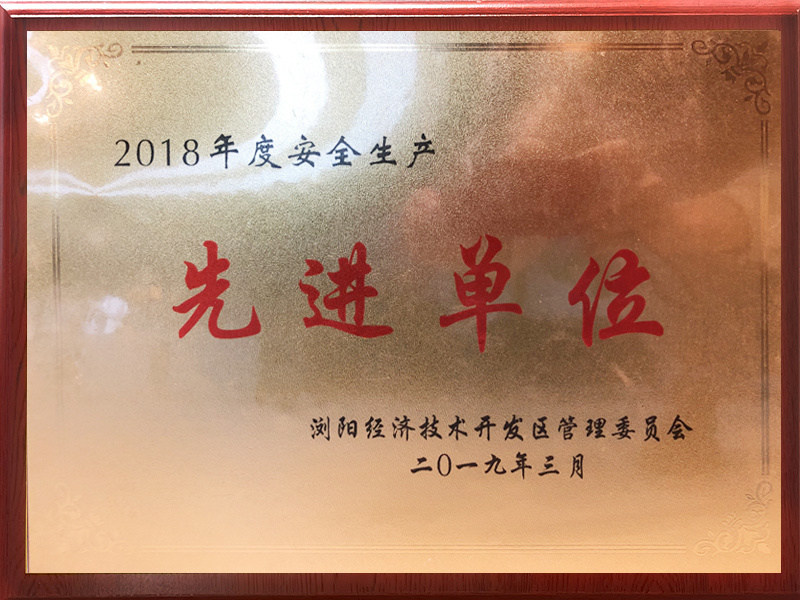 2018年度安全生产
先进单位
浏阳经济技术开发区管理委员会
二0一九年三月